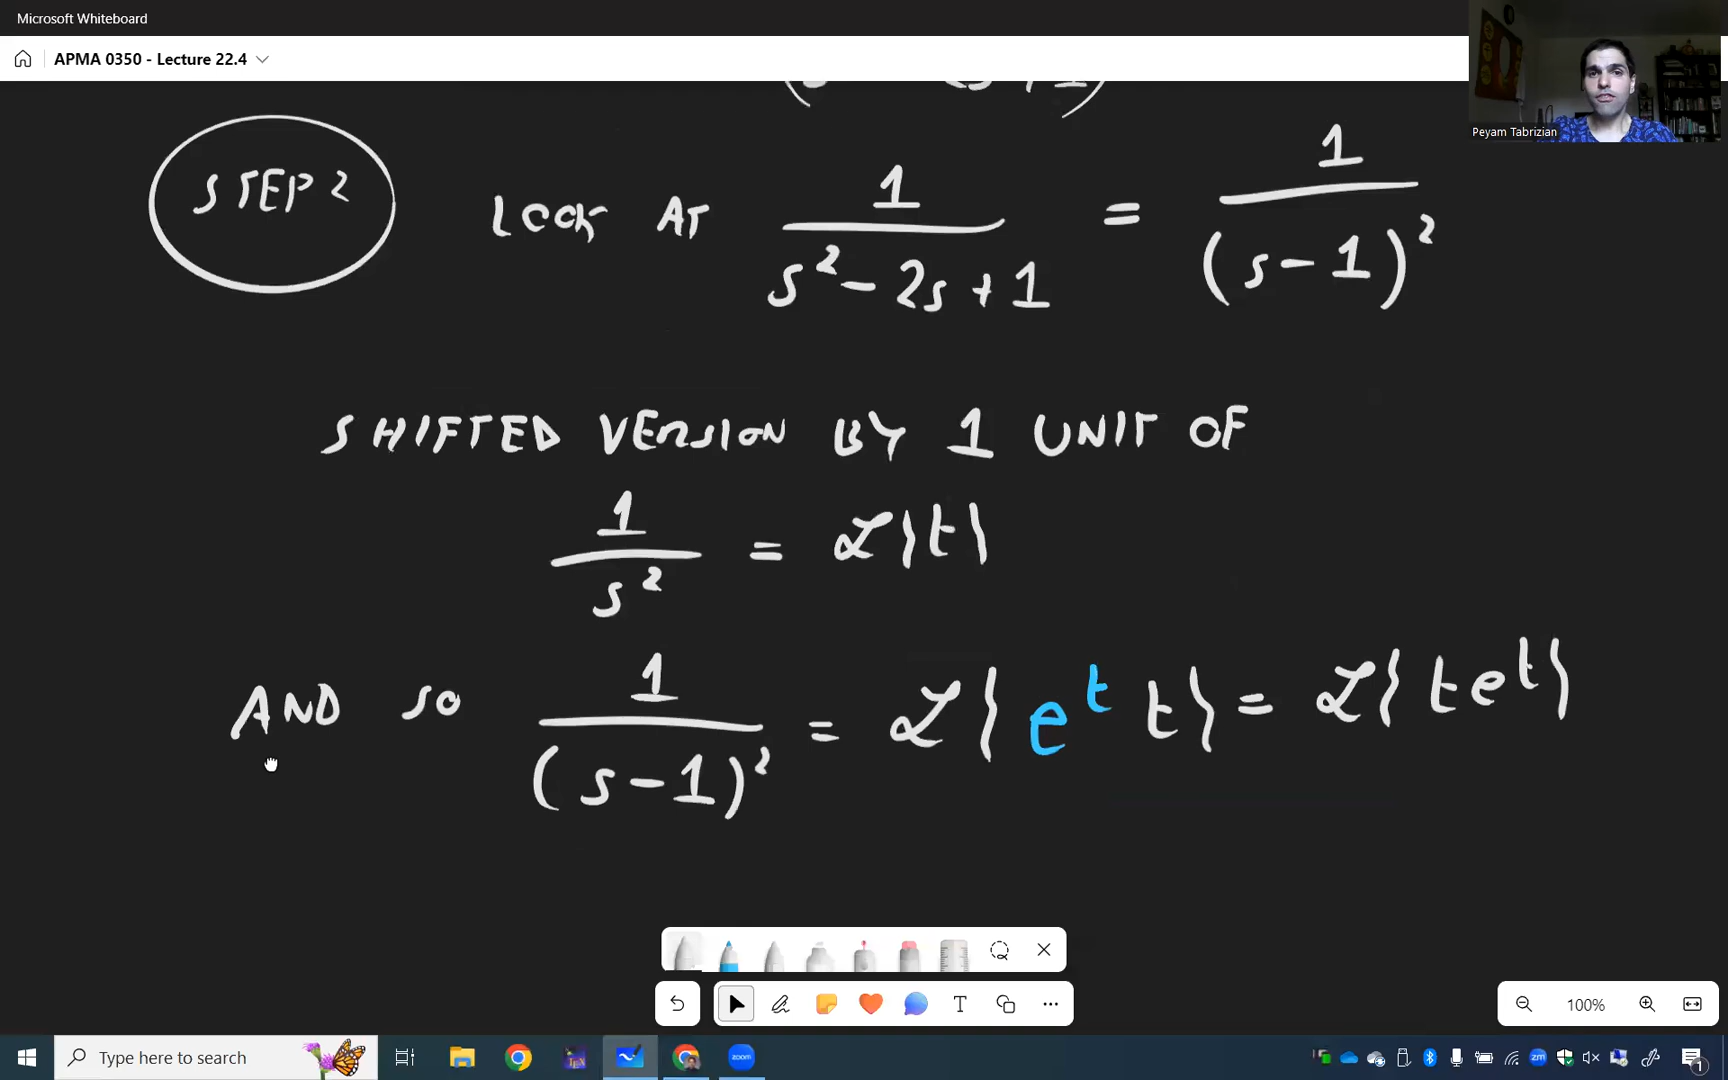 Microsoft Whiteboard
APMA 0350 - Lecture 22.4
Peyam Tabrizian
STEP 2 LOOK AT 1/(s² - 2s + 1) = 1/(s - 1)²
SHIFTED VERSION BY 1 UNIT OF
1/s² = ℒ{t}
AND SO 1/(s - 1)² = ℒ{e^t t} = ℒ{te^t}
100%
Type here to search
zoom